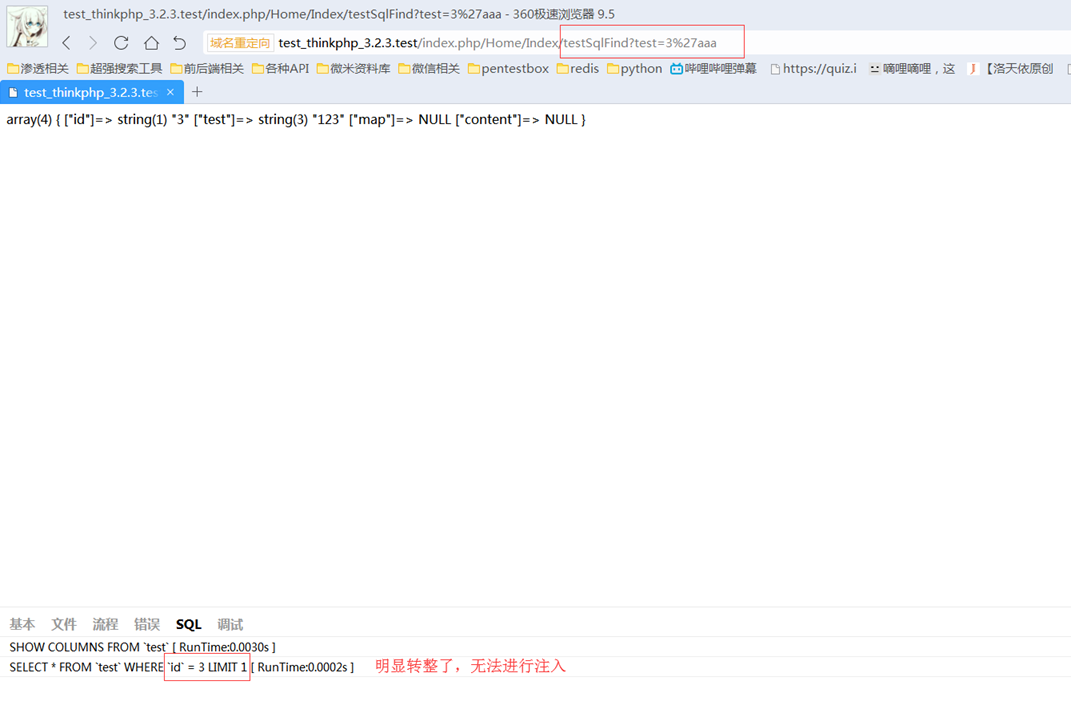 test_thinkphp_3.2.3.test/index.php/Home/Index/testSqlFind?test=3%27aaa - 360极速浏览器 9.5
域名重定向 test_thinkphp_3.2.3.test/index.php/Home/Index/testSqlFind?test=3%27aaa
渗透相关 超强搜索工具 前后端相关 各种API 微米资料库 微信相关 pentestbox redis python 哔哩哔哩弹幕 https://quiz.i 嘀哩嘀哩，这 【洛天依原创
test_thinkphp_3.2.3.tes × +
array(4) { ["id"]=> string(1) "3" ["test"]=> string(3) "123" ["map"]=> NULL ["content"]=> NULL }
基本 文件 流程 错误 SQL 调试
SHOW COLUMNS FROM `test` [ RunTime:0.0030s ]
SELECT * FROM `test` WHERE `id` = 3 LIMIT 1 [ RunTime:0.0002s ] 明显转整了，无法进行注入